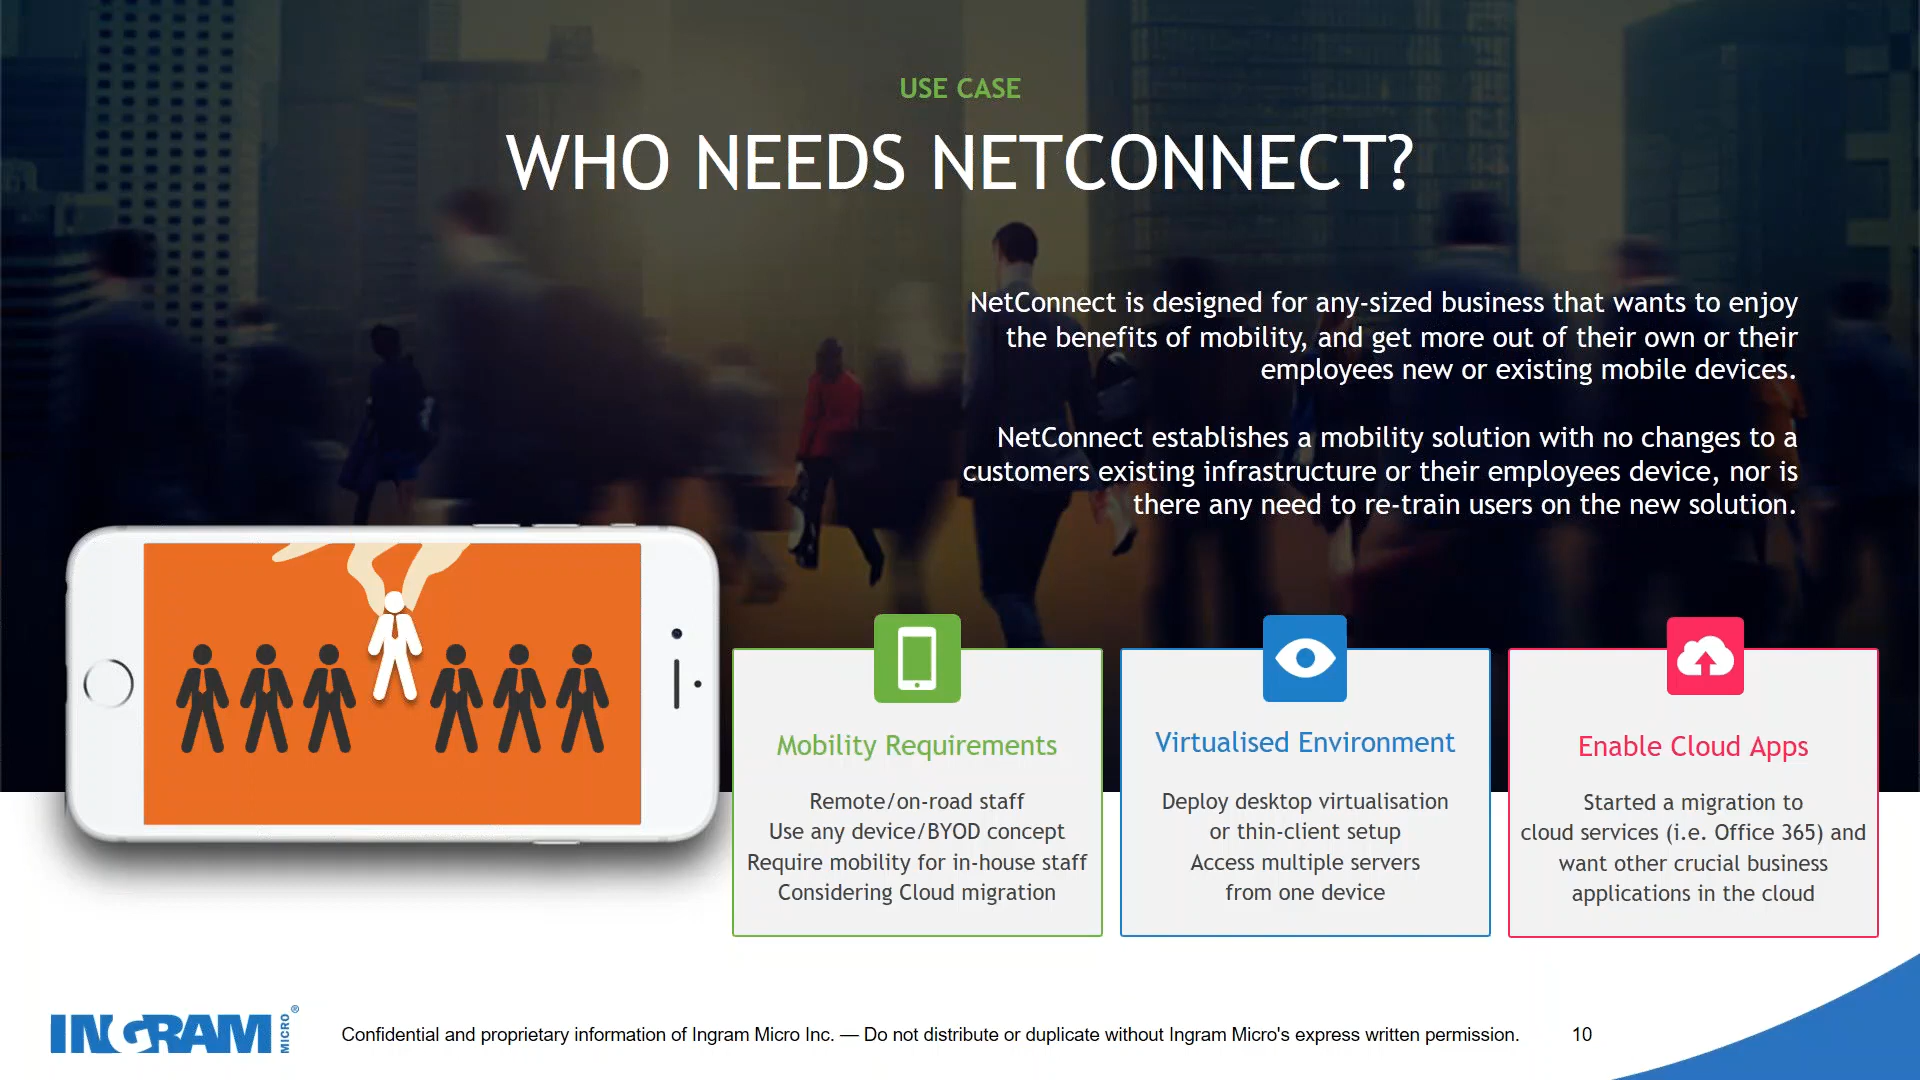 USE CASE
WHO NEEDS NETCONNECT?
NetConnect is designed for any-sized business that wants to enjoy
the benefits of mobility, and get more out of their own or their
employees new or existing mobile devices.
NetConnect establishes a mobility solution with no changes to a
customers existing infrastructure or their employees device, nor is
there any need to re-train users on the new solution.
Mobility Requirements
Remote/on-road staff
Use any device/BYOD concept
Require mobility for in-house staff
Considering Cloud migration
Virtualised Environment
Deploy desktop virtualisation
or thin-client setup
Access multiple servers
from one device
Enable Cloud Apps
Started a migration to
cloud services (i.e. Office 365) and
want other crucial business
applications in the cloud
INGRAM MICRO®
Confidential and proprietary information of Ingram Micro Inc. — Do not distribute or duplicate without Ingram Micro's express written permission.
10